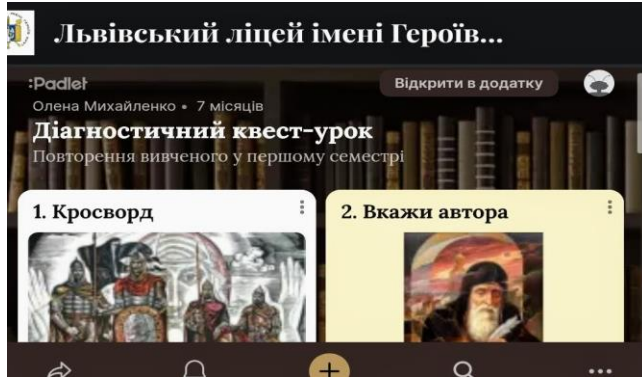 Львівський ліцей імені Героїв...
:Padlet
Відкрити в додатку
Олена Михайленко • 7 місяців
Діагностичний квест-урок
Повторення вивченого у першому семестрі
1. Кросворд
2. Вкажи автора